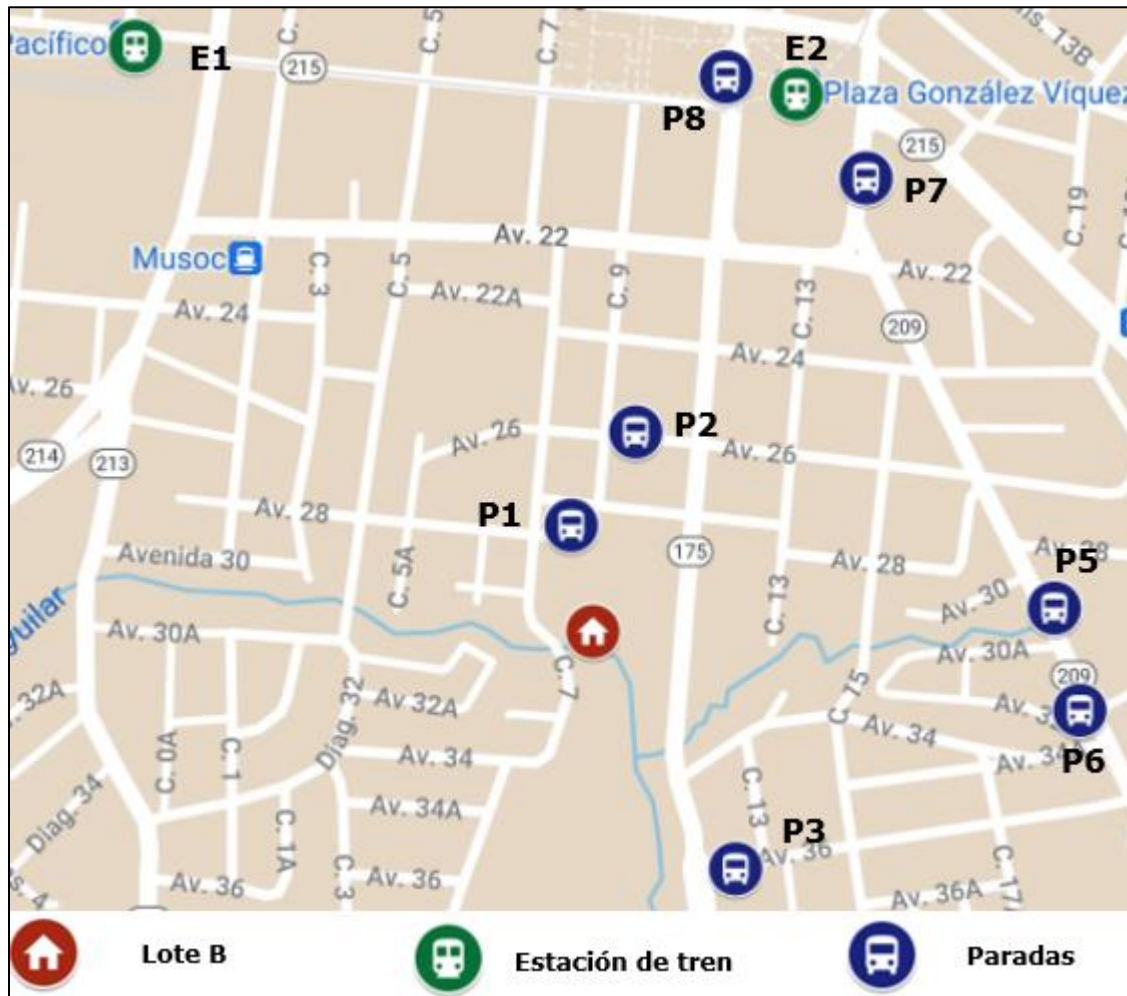 Pacífico
E1
215
C. 5
C. 7
E2
ns. 13B
P8
Plaza González Víquez
215
P7
C. 19
Musoc
Av. 22
C. 3
C. 5
Av. 22A
C. 9
C. 13
Av. 22
Av. 24
209
Av. 24
Av. 26
P2
Av. 26
Av. 26
214
213
Av. 28
P1
175
Avenida 30
C. 5A
Av. 28
P5
C. 13
Av. 30
Av. 30A
Av. 30A
209
C. 7
C. 15
Av 32A
Diag. 32
C. 0A
C. 1
Av. 34
Av. 34
P6
Diag. 34
C. 1A
Av. 34A
C. 13
P3
Av. 36
Av. 36
C. 3
Av. 36
C. 17A
Av. 36A
Lote B
Estación de tren
Paradas